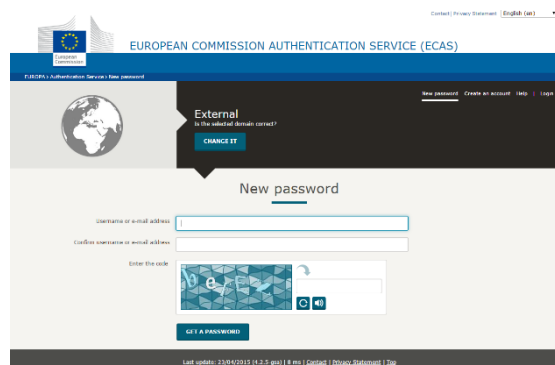 Contact | Privacy Statement | English (en)
European
Commission
EUROPEAN COMMISSION AUTHENTICATION SERVICE (ECAS)
EUROPA > Authentication Service > New password
New password Create an account Help | Login
External
Is the selected domain correct?
CHANGE IT
New password
Username or e-mail address
Confirm username or e-mail address
Enter the code
GET A PASSWORD
Last update: 23/04/2015 (4.2.5-gsa) | 8 ms | Contact | Privacy Statement | Top